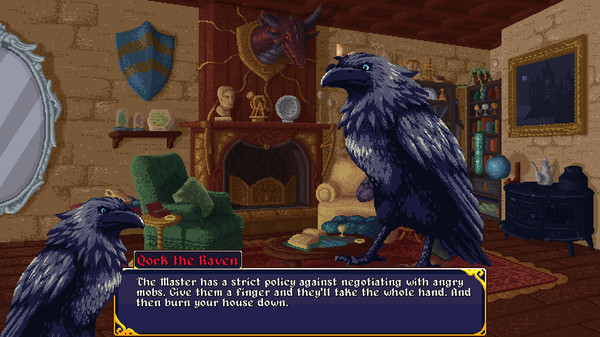 Qork the Raven
The Master has a strict policy against negotiating with angry
mobs. Give them a finger and they'll take the whole hand. And
then burn your house down.